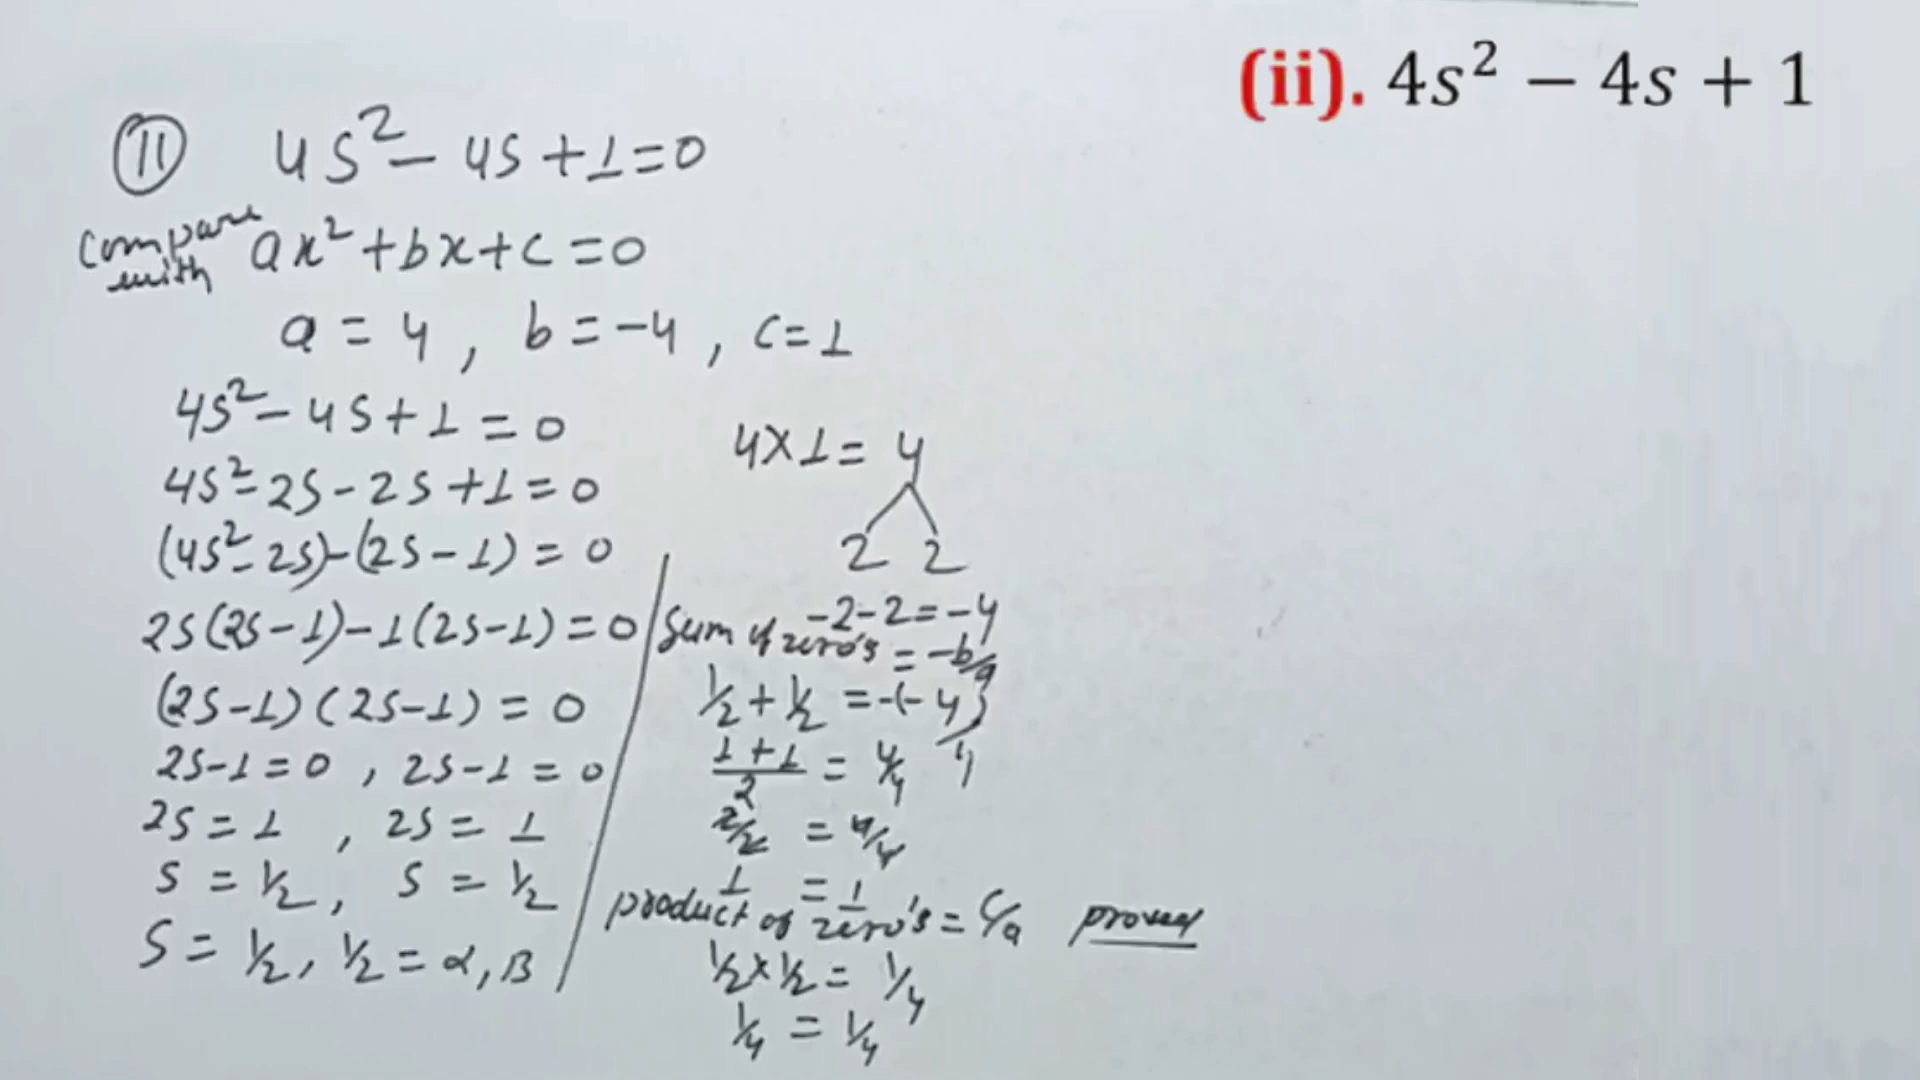 (ii). 4s² − 4s + 1
(11) 4s² − 4s + 1 = 0
Compare with ax² + bx + c = 0
a = 4 , b = −4 , c = 1
4s² − 4s + 1 = 0
4s² − 2s − 2s + 1 = 0
(4s² − 2s) − (2s − 1) = 0
2s(2s − 1) − 1(2s − 1) = 0
(2s − 1) (2s − 1) = 0
2s − 1 = 0 , 2s − 1 = 0
2s = 1 , 2s = 1
s = 1/2 , s = 1/2
S = 1/2, 1/2 = α, β
4 × 1 = 4
2 2
−2 − 2 = −4
Sum of zero's = −b/a
1/2 + 1/2 = −(−4)/4
(1 + 1)/2 = 4/4
2/2 = 4/4
1 = 1
product of zero's = c/a proved
1/2 × 1/2 = 1/4
1/4 = 1/4